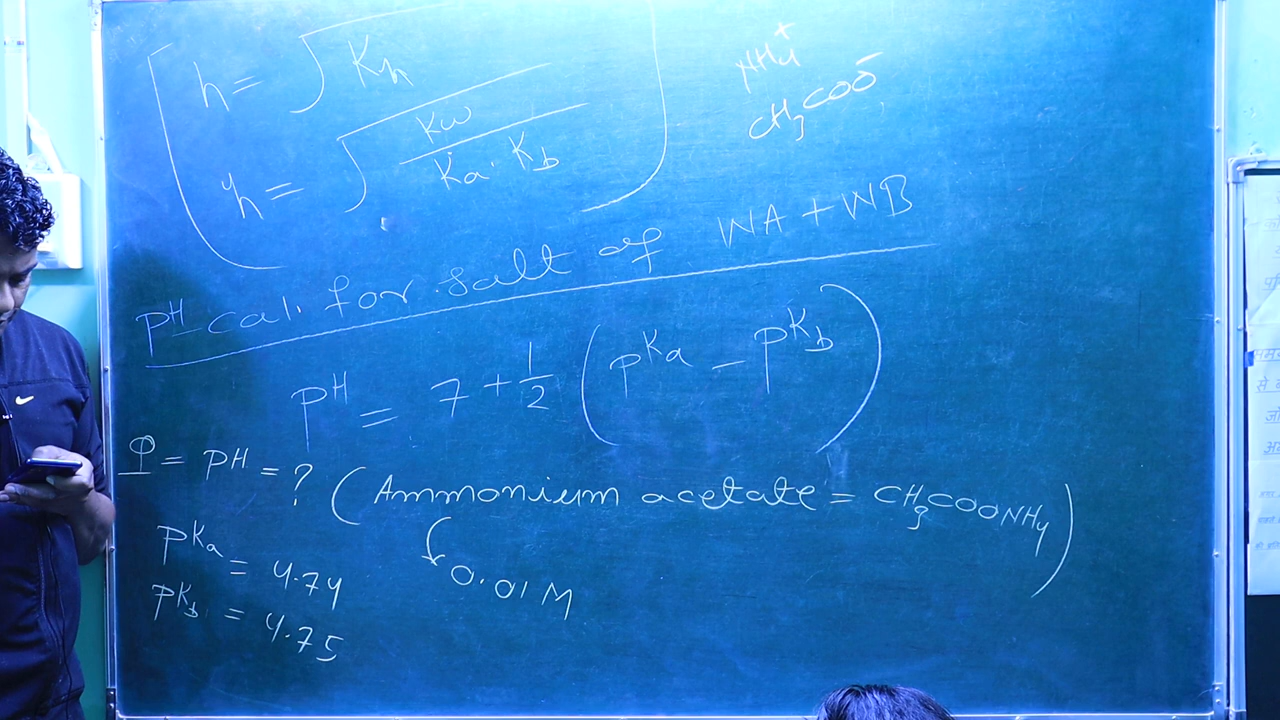 h = √Kh
NH4+
CH3COO-
h = √Kw/Ka.Kb
pH cal. for salt of WA + WB
pH = 7 + 1/2 (pKa - pKb)
Q = pH = ? (Ammonium acetate = CH3COONH4)
0.01 M
pKa = 4.74
pKb = 4.75